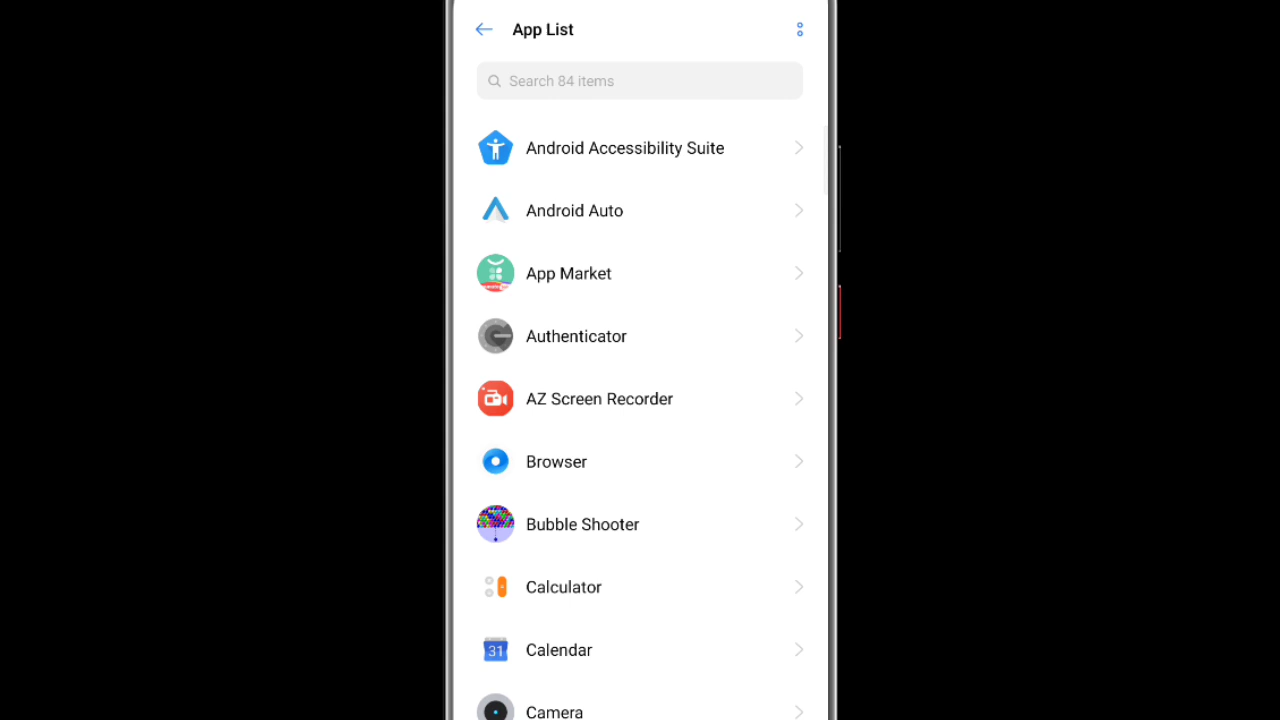 App List
Search 84 items
Android Accessibility Suite
Android Auto
App Market
Authenticator
AZ Screen Recorder
Browser
Bubble Shooter
Calculator
31 Calendar
Camera